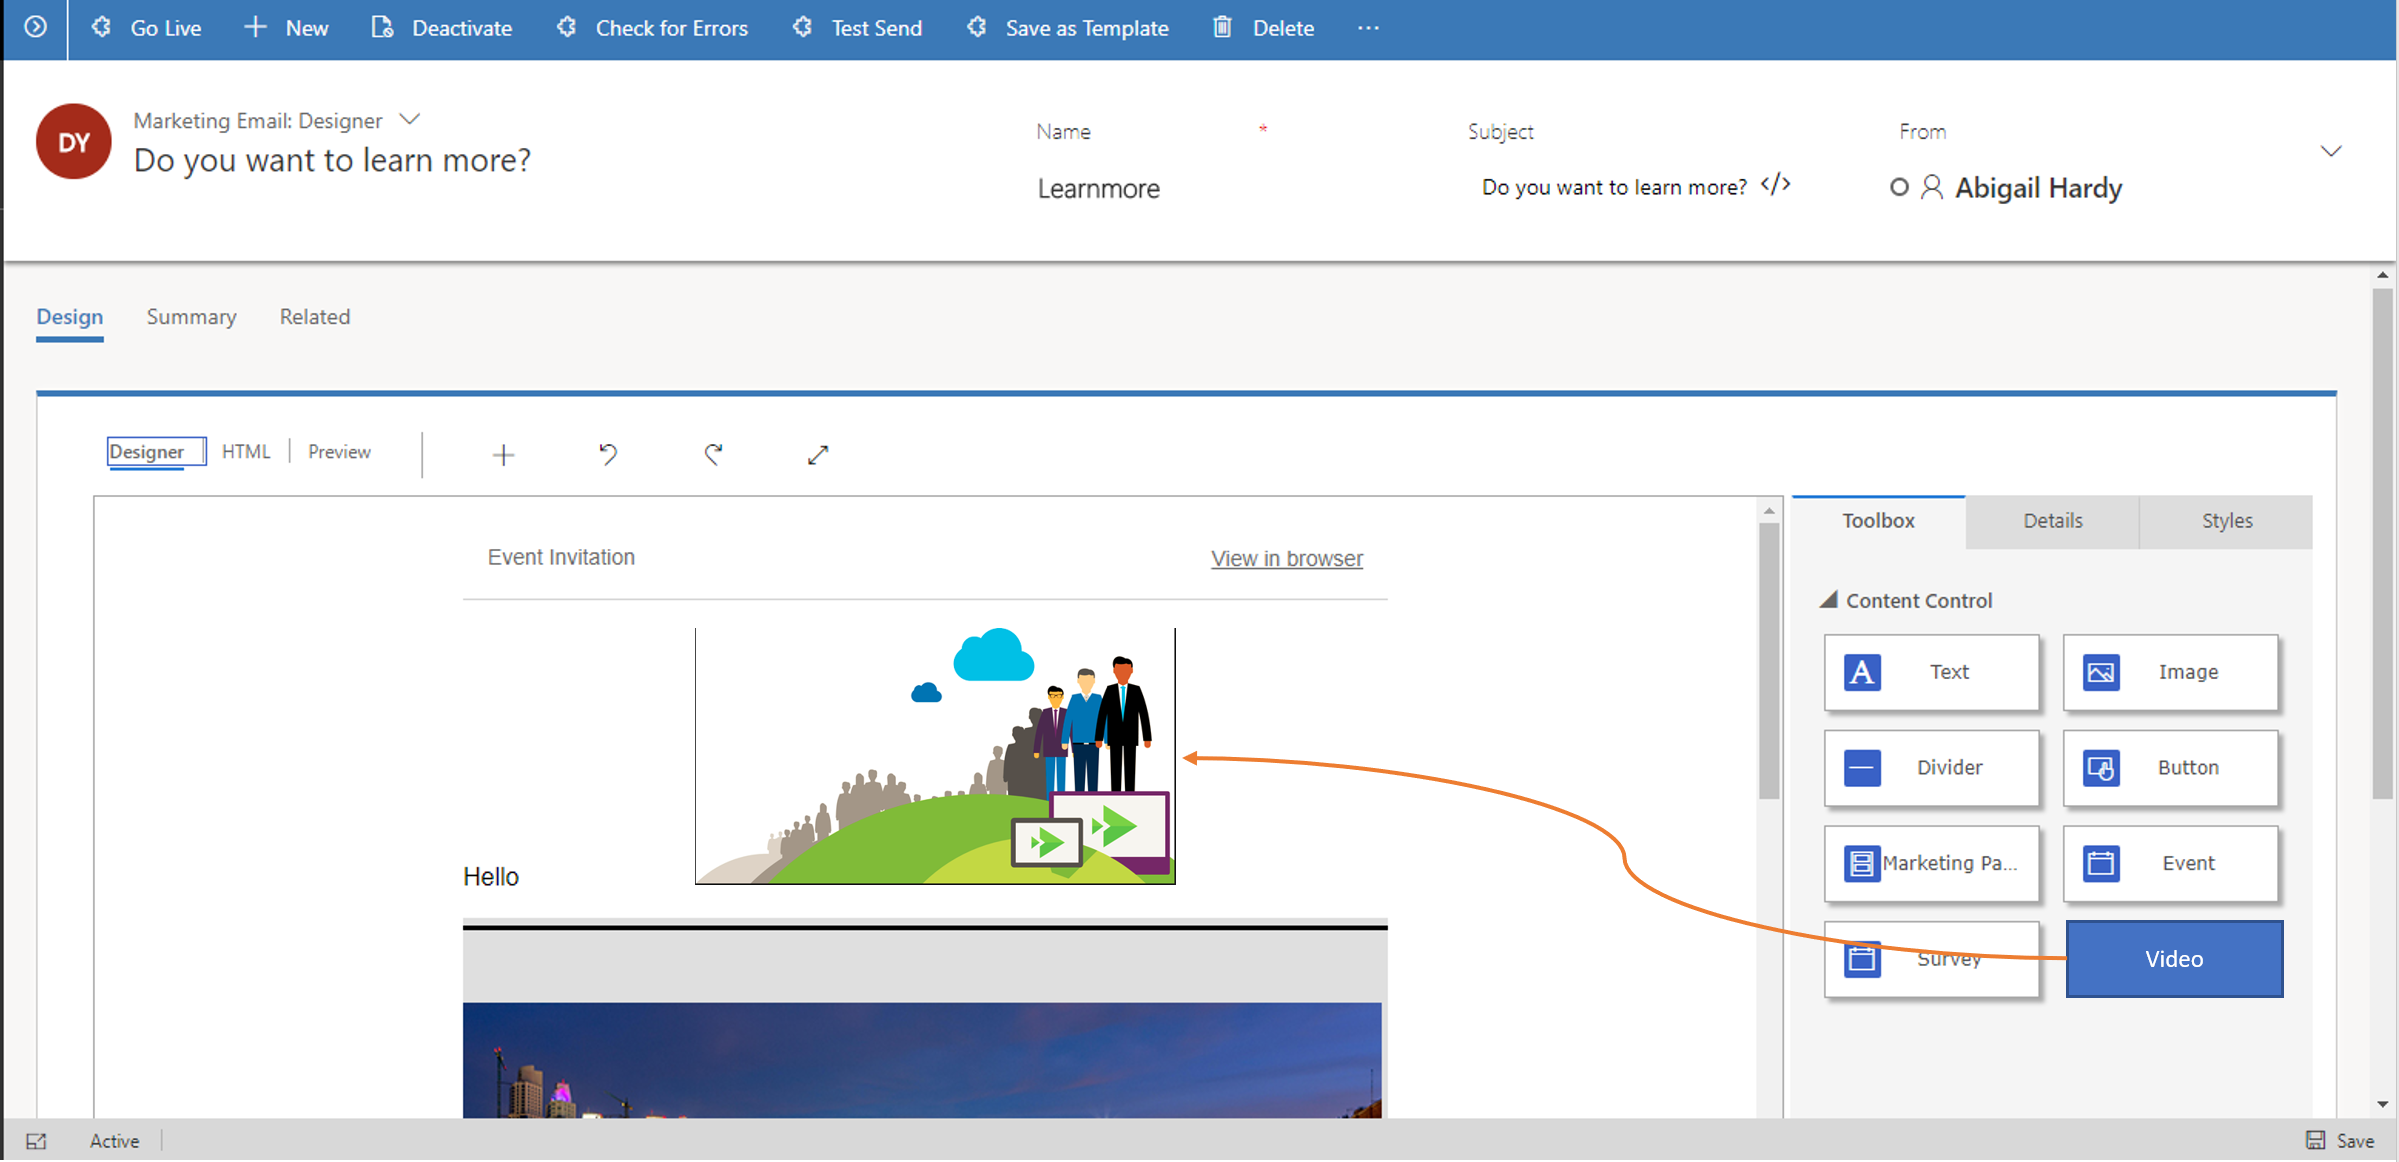 Go Live New Deactivate Check for Errors Test Send Save as Template Delete ...
DY
Marketing Email: Designer
Do you want to learn more?
Name *
Learnmore
Subject
Do you want to learn more? </>
From
Abigail Hardy
Design Summary Related
Designer HTML Preview
Event Invitation View in browser
Hello
Toolbox Details Styles
Content Control
A Text Image
Divider Button
Marketing Pa... Event
Survey Video
Active Save